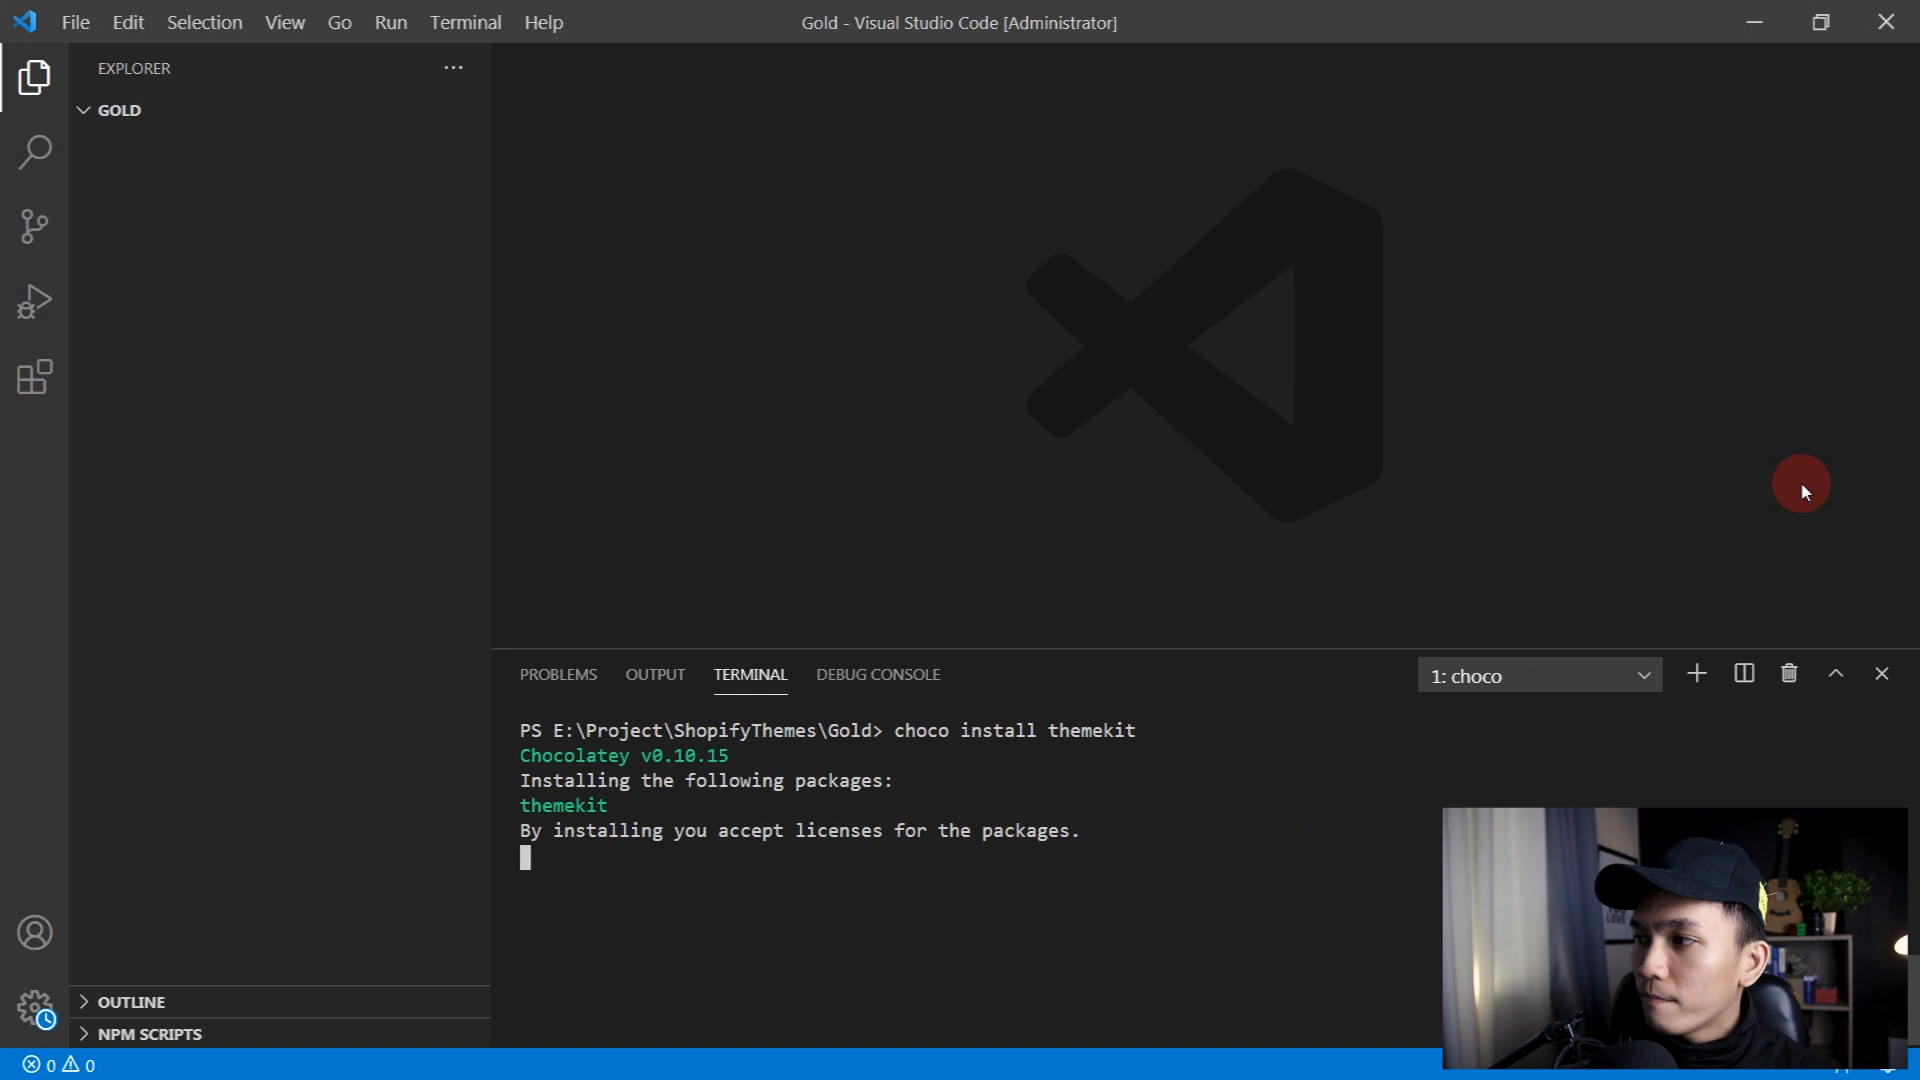 File Edit Selection View Go Run Terminal Help
Gold - Visual Studio Code [Administrator]
EXPLORER
GOLD
PROBLEMS OUTPUT TERMINAL DEBUG CONSOLE
1: choco
PS E:\Project\ShopifyThemes\Gold> choco install themekit
Chocolatey v0.10.15
Installing the following packages:
themekit
By installing you accept licenses for the packages.
OUTLINE
NPM SCRIPTS
0 0